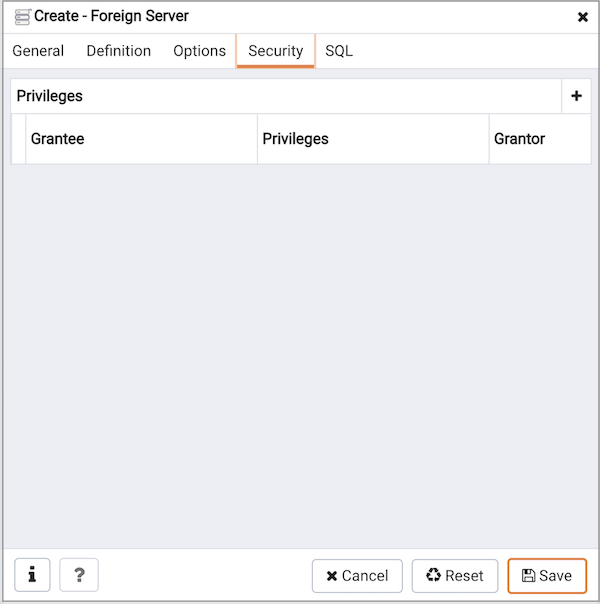 Create - Foreign Server
General Definition Options Security SQL
Privileges
Grantee Privileges Grantor
i ? Cancel Reset Save